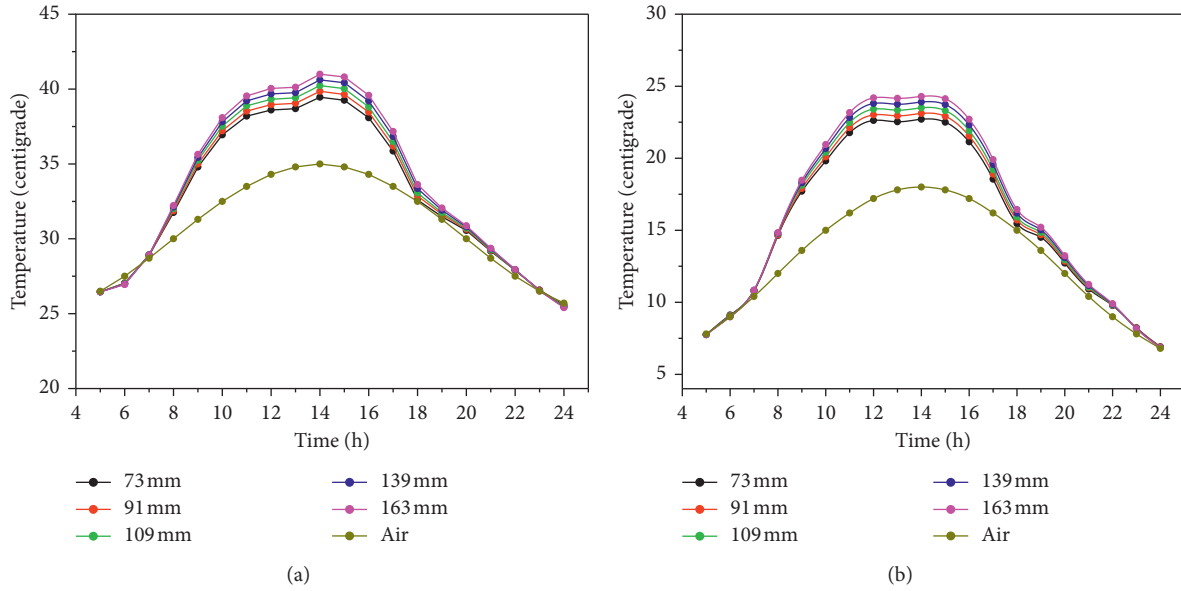 45
40
35
30
25
20
Temperature (centigrade)
4 6 8 10 12 14 16 18 20 22 24
Time (h)
73 mm
91 mm
109 mm
139 mm
163 mm
Air
(a)
30
25
20
15
10
5
Temperature (centigrade)
4 6 8 10 12 14 16 18 20 22 24
Time (h)
73 mm
91 mm
109 mm
139 mm
163 mm
Air
(b)